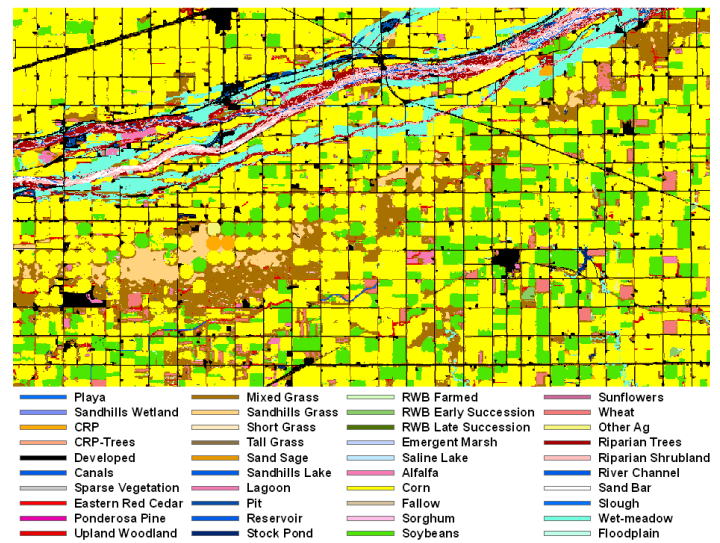 Playa Mixed Grass RWB Farmed Sunflowers
Sandhills Wetland Sandhills Grass RWB Early Succession Wheat
CRP Short Grass RWB Late Succession Other Ag
CRP-Trees Tall Grass Emergent Marsh Riparian Trees
Developed Sand Sage Saline Lake Riparian Shrubland
Canals Sandhills Lake Alfalfa River Channel
Sparse Vegetation Lagoon Corn Sand Bar
Eastern Red Cedar Pit Fallow Slough
Ponderosa Pine Reservoir Sorghum Wet-meadow
Upland Woodland Stock Pond Soybeans Floodplain